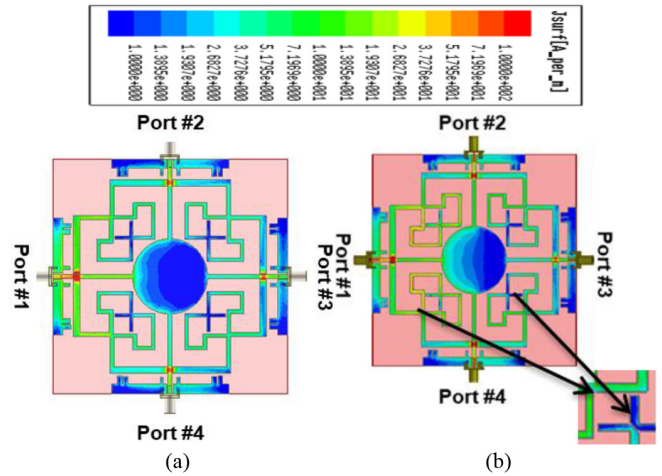 Jsurf[A_per_m]
1.0000e+002
7.1969e+001
5.1795e+001
3.7276e+001
2.6827e+001
1.9307e+001
1.3895e+001
1.0000e+001
7.1969e+000
5.1795e+000
3.7276e+000
2.6827e+000
1.9307e+000
1.3895e+000
1.0000e+000
Port #2
Port #1
Port #3
Port #4
(a)
Port #2
Port #1
Port #3
Port #4
(b)